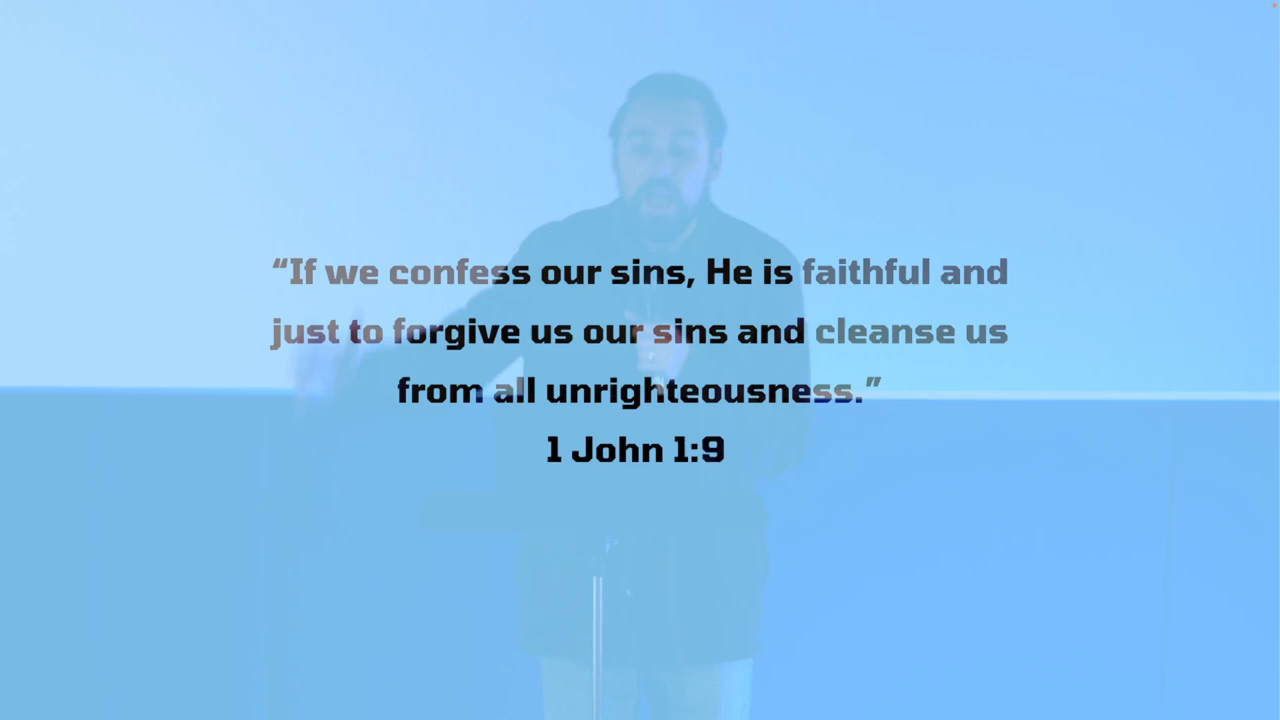 “If we confess our sins, He is faithful and
just to forgive us our sins and cleanse us
from all unrighteousness.”
1 John 1:9